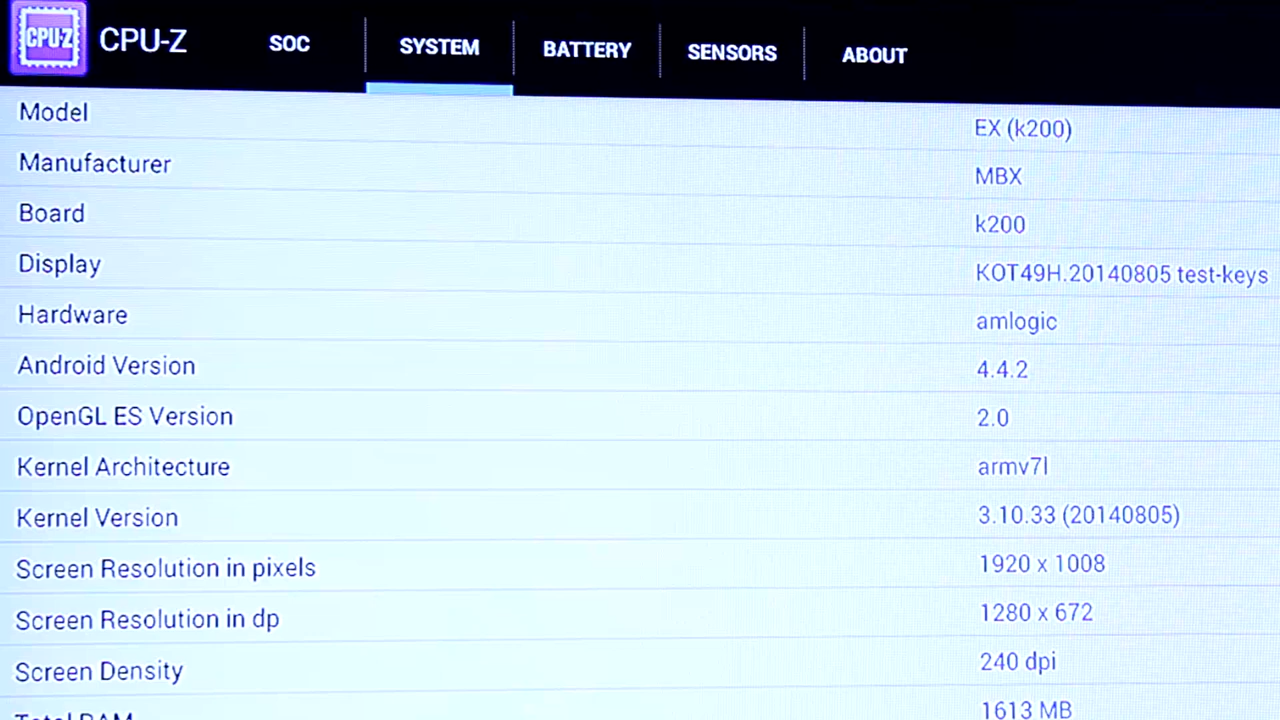 CPU-Z CPU-Z SOC SYSTEM BATTERY SENSORS ABOUT
Model EX (k200)
Manufacturer MBX
Board k200
Display KOT49H.20140805 test-keys
Hardware amlogic
Android Version 4.4.2
OpenGL ES Version 2.0
Kernel Architecture armv7l
Kernel Version 3.10.33 (20140805)
Screen Resolution in pixels 1920 x 1008
Screen Resolution in dp 1280 x 672
Screen Density 240 dpi
Total RAM 1613 MB